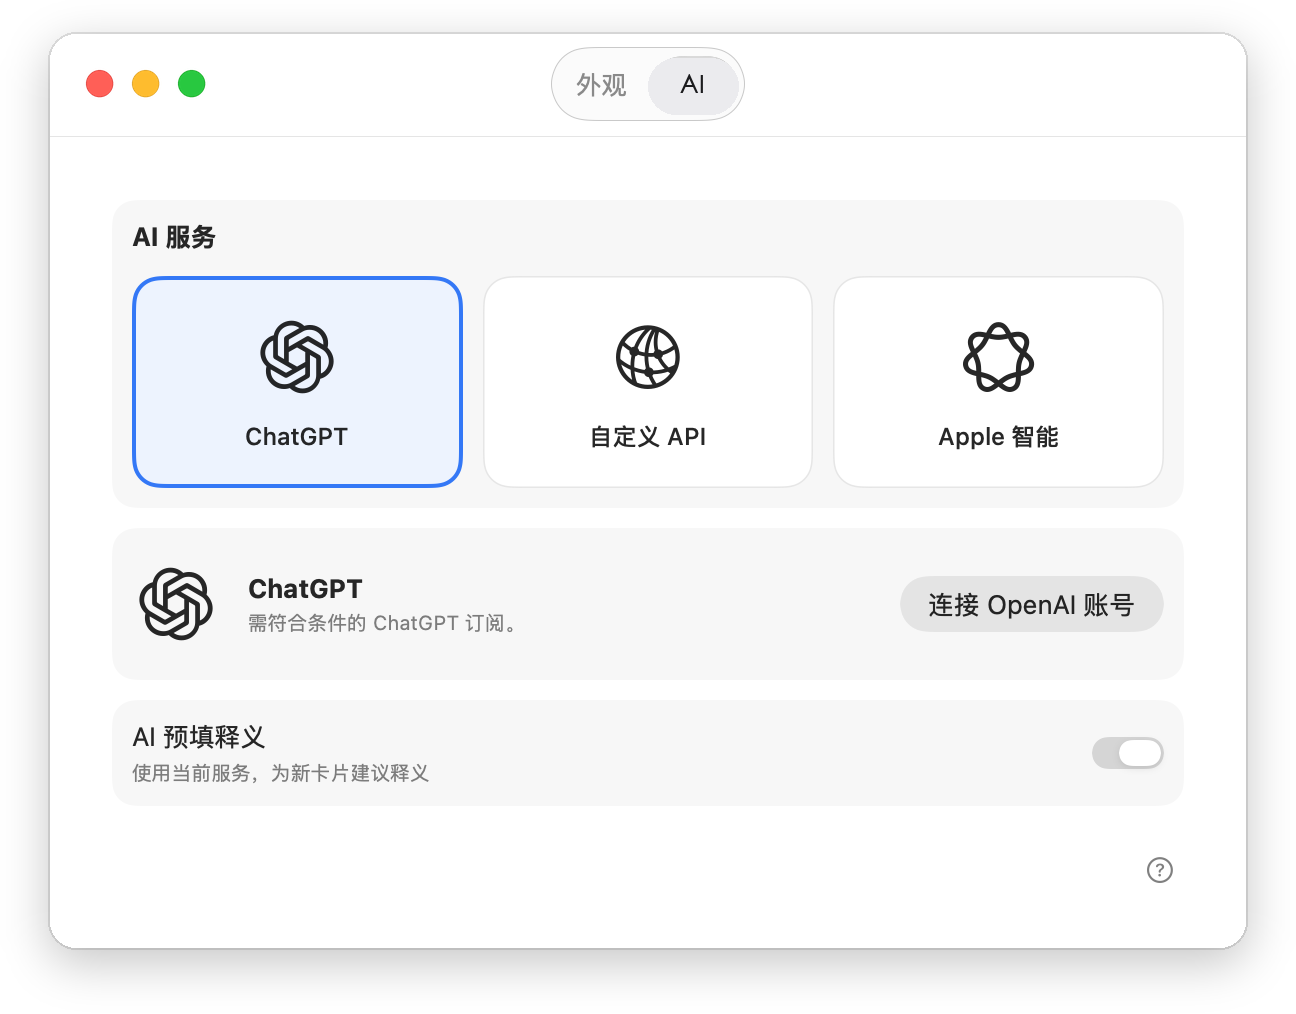 外观 AI
AI 服务
ChatGPT
自定义 API
Apple 智能
ChatGPT
需符合条件的 ChatGPT 订阅。
连接 OpenAI 账号
AI 预填释义
使用当前服务，为新卡片建议释义
?